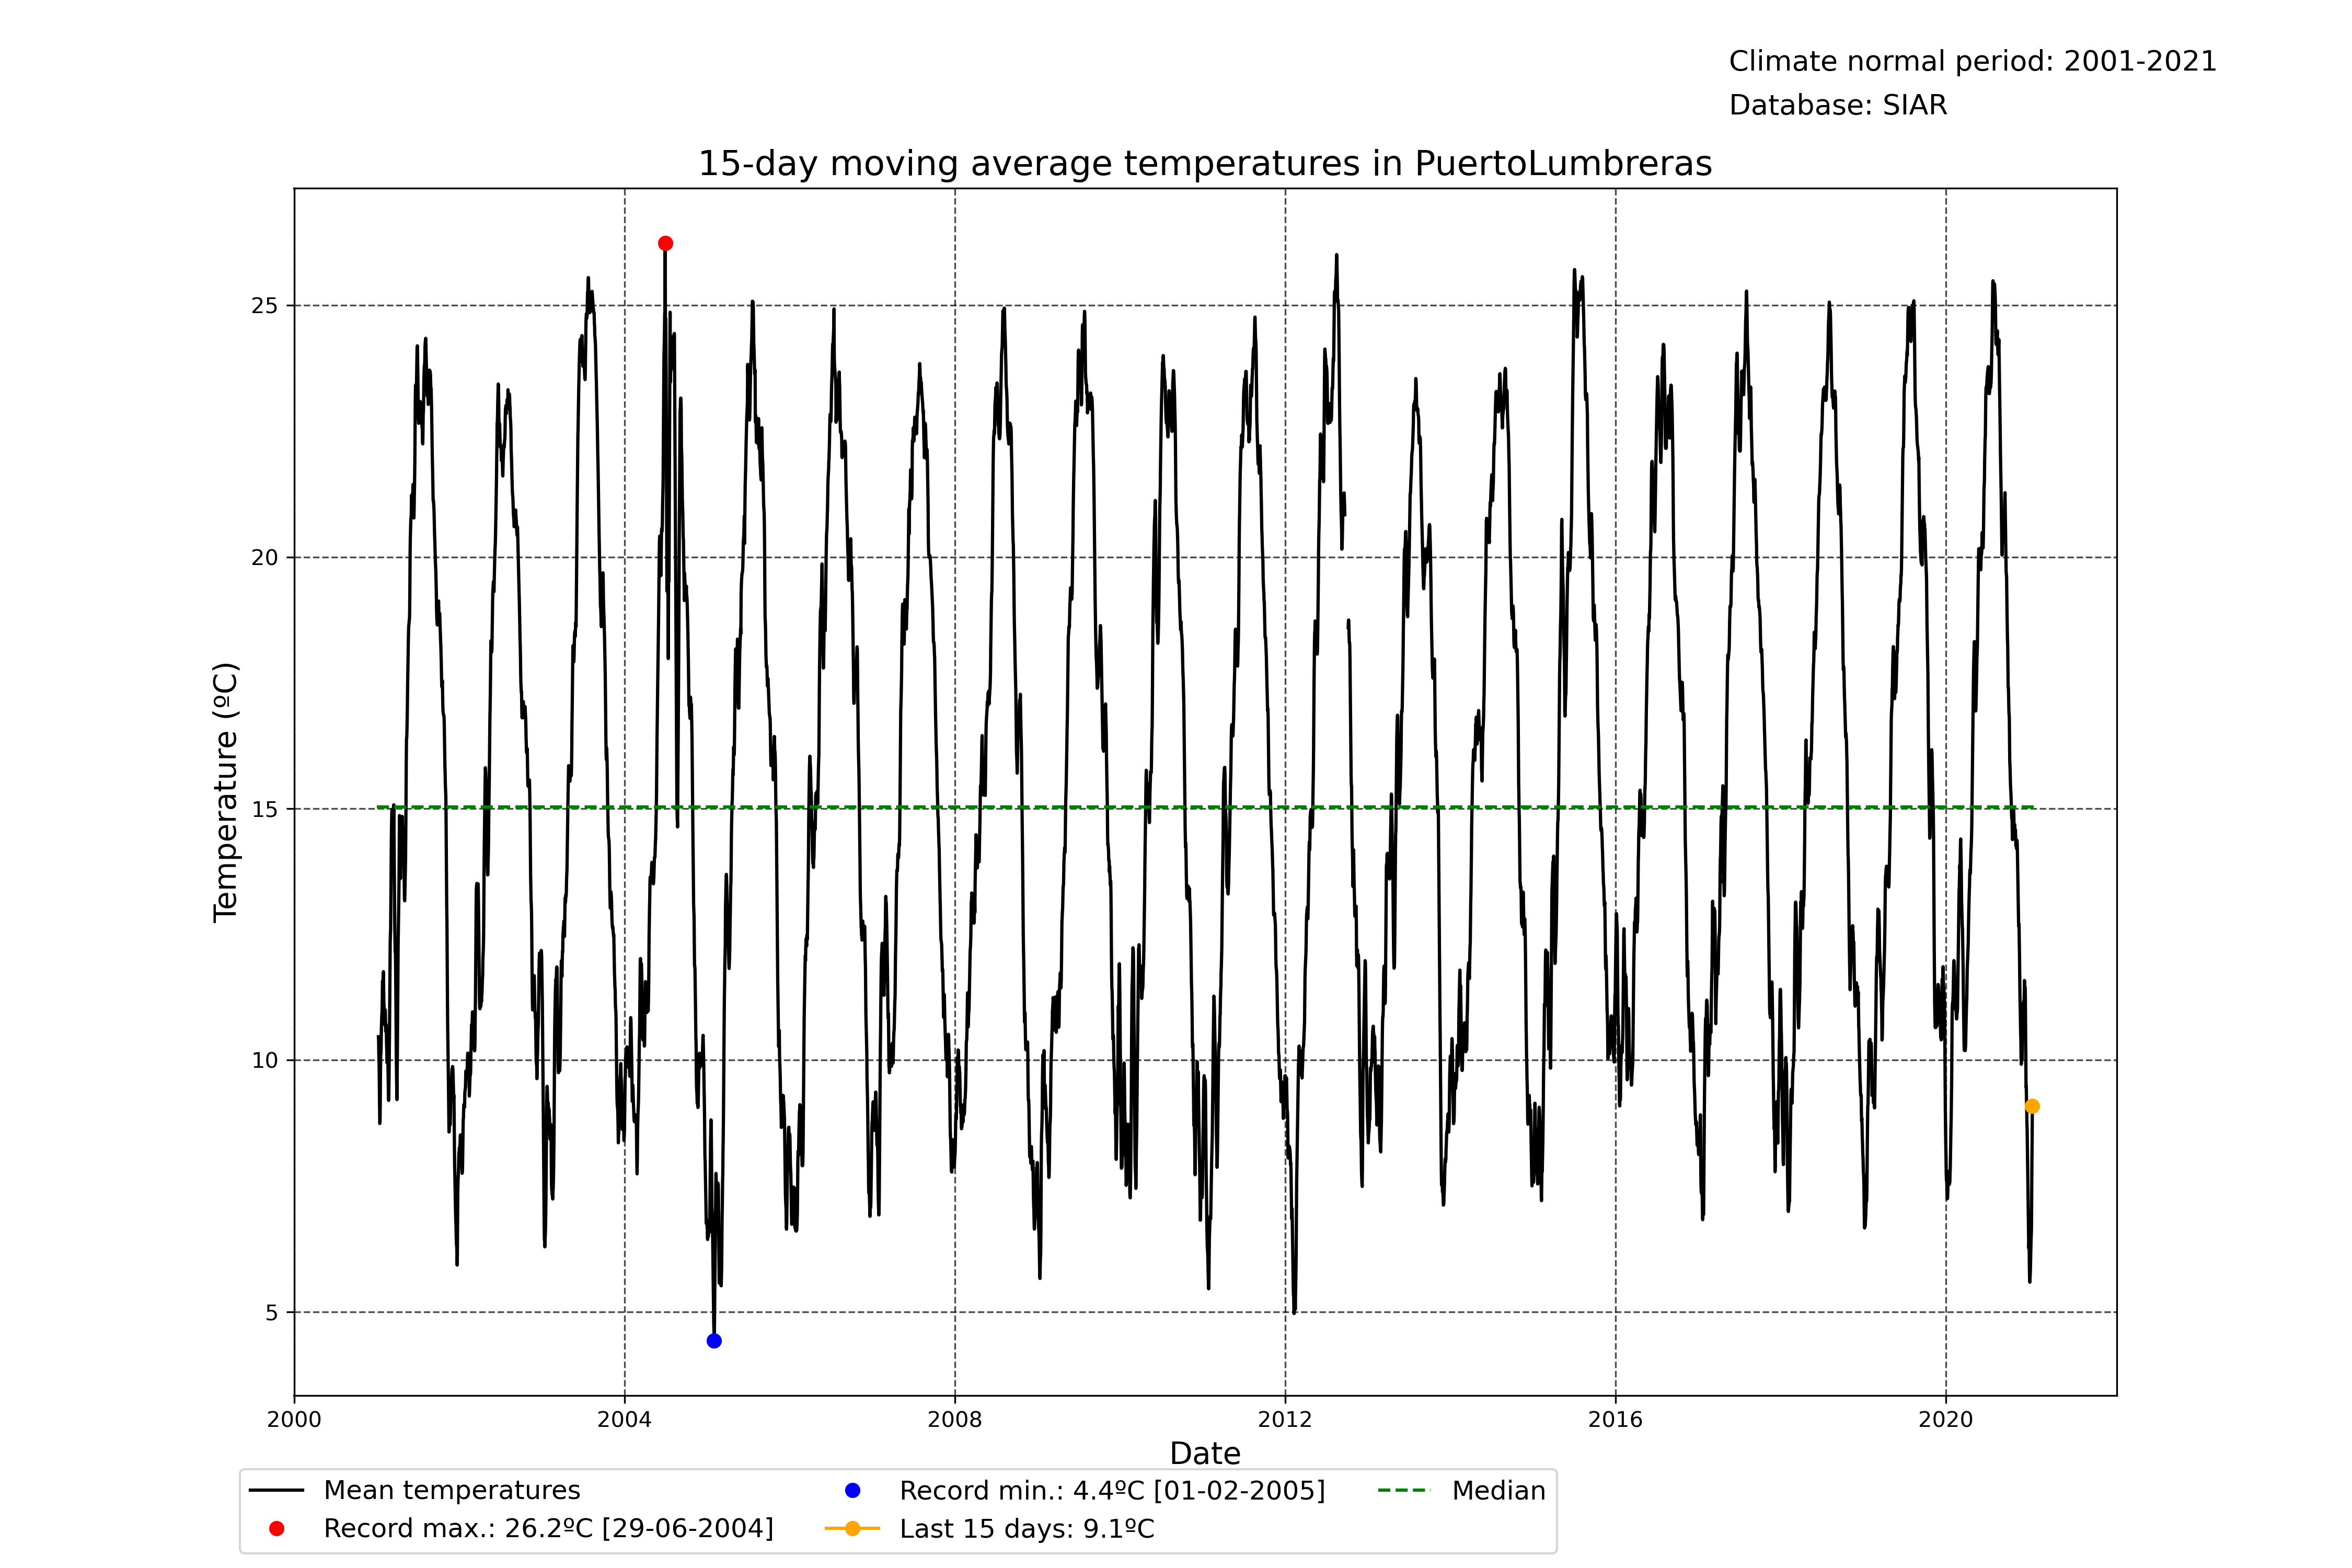 Climate normal period: 2001-2021
Database: SIAR
15-day moving average temperatures in PuertoLumbreras
Temperature (ºC)
25
20
15
10
5
2000
2004
2008
2012
2016
2020
Date
Mean temperatures
Record max.: 26.2ºC [29-06-2004]
Record min.: 4.4ºC [01-02-2005]
Last 15 days: 9.1ºC
Median